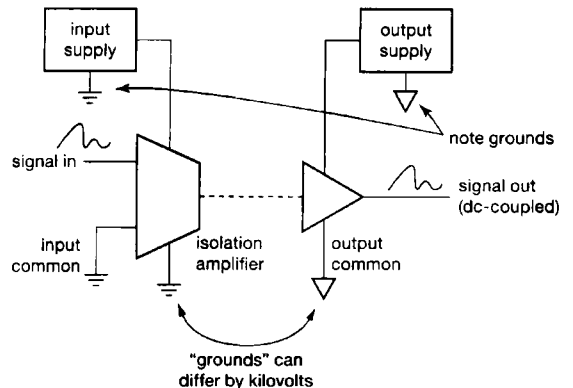 input
supply
output
supply
note grounds
signal in
signal out
(dc-coupled)
input
common
isolation
amplifier
output
common
"grounds" can
differ by kilovolts